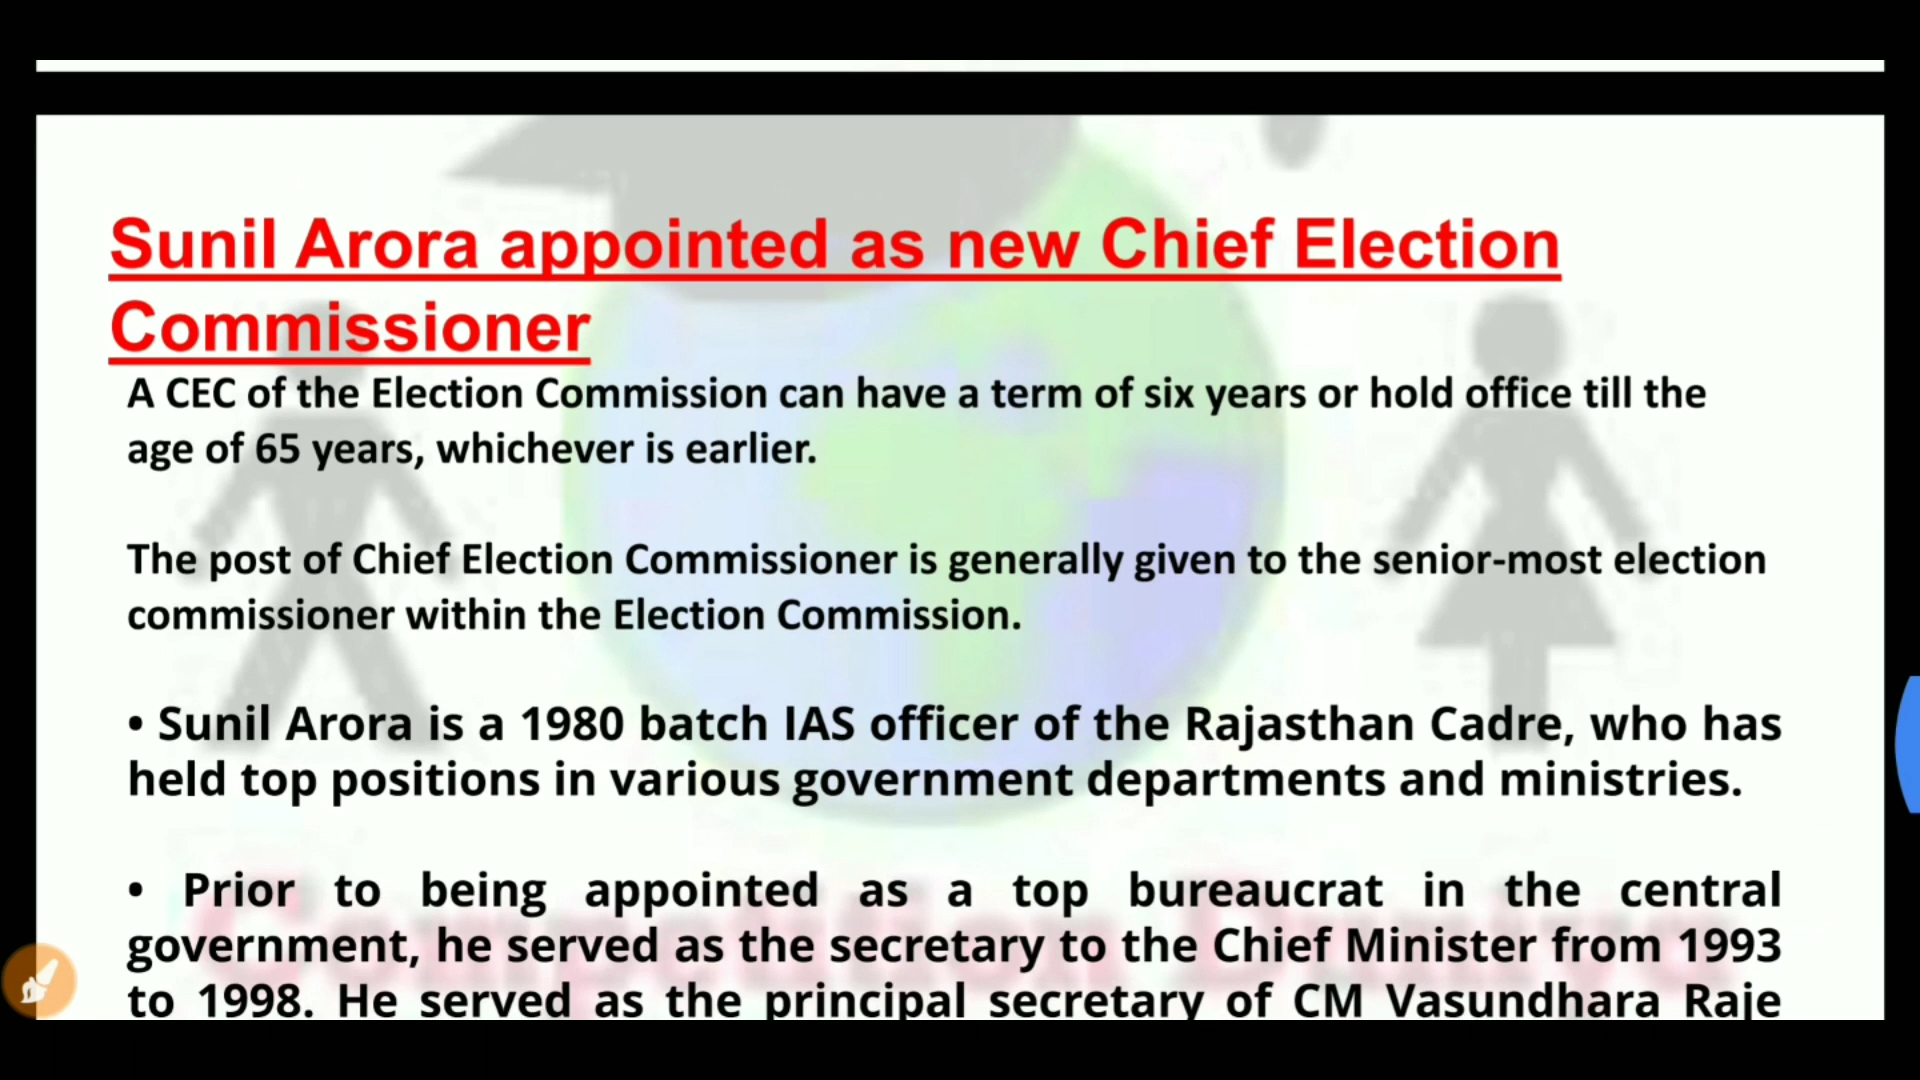 Sunil Arora appointed as new Chief Election
Commissioner
A CEC of the Election Commission can have a term of six years or hold office till the
age of 65 years, whichever is earlier.
The post of Chief Election Commissioner is generally given to the senior-most election
commissioner within the Election Commission.
• Sunil Arora is a 1980 batch IAS officer of the Rajasthan Cadre, who has
held top positions in various government departments and ministries.
• Prior to being appointed as a top bureaucrat in the central
government, he served as the secretary to the Chief Minister from 1993
to 1998. He served as the principal secretary of CM Vasundhara Raje